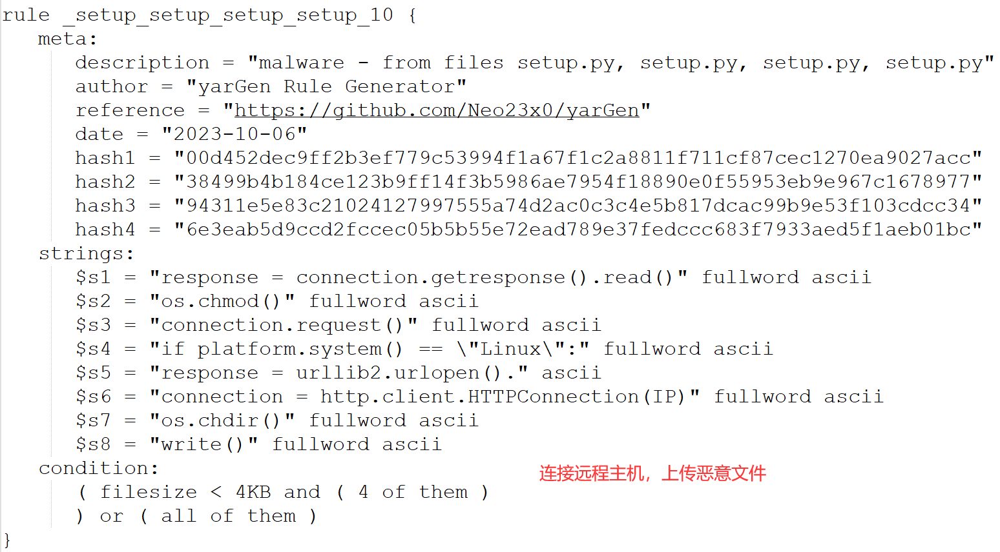 rule _setup_setup_setup_setup_10 {
meta:
description = "malware - from files setup.py, setup.py, setup.py, setup.py"
author = "yarGen Rule Generator"
reference = "https://github.com/Neo23x0/yarGen"
date = "2023-10-06"
hash1 = "00d452dec9ff2b3ef779c53994f1a67f1c2a8811f711cf87cec1270ea9027acc"
hash2 = "38499b4b184ce123b9ff14f3b5986ae7954f18890e0f55953eb9e967c1678977"
hash3 = "94311e5e83c21024127997555a74d2ac0c3c4e5b817dcac99b9e53f103cdcc34"
hash4 = "6e3eab5d9ccd2fccec05b5b55e72ead789e37fedccc683f7933aed5f1aeb01bc"
strings:
$s1 = "response = connection.getresponse().read()" fullword ascii
$s2 = "os.chmod()" fullword ascii
$s3 = "connection.request()" fullword ascii
$s4 = "if platform.system() == \"Linux\":" fullword ascii
$s5 = "response = urllib2.urlopen()." ascii
$s6 = "connection = http.client.HTTPConnection(IP)" fullword ascii
$s7 = "os.chdir()" fullword ascii
$s8 = "write()" fullword ascii
condition:
连接远程主机，上传恶意文件
( filesize < 4KB and ( 4 of them )
) or ( all of them )
}